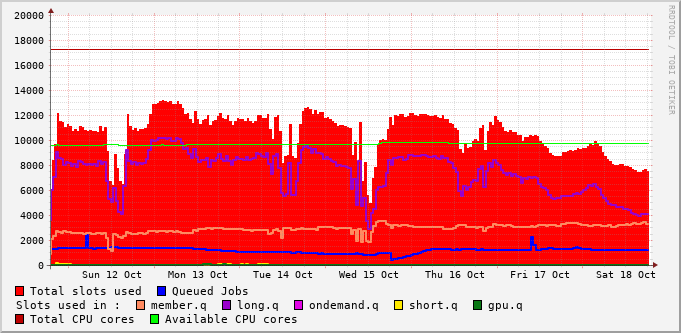 20000
18000
16000
14000
12000
10000
8000
6000
4000
2000
0
Sun 12 Oct Mon 13 Oct Tue 14 Oct Wed 15 Oct Thu 16 Oct Fri 17 Oct Sat 18 Oct
Total slots used Queued Jobs
Slots used in : member.q long.q ondemand.q short.q gpu.q
Total CPU cores Available CPU cores
RRDTOOL / TOBI OETIKER